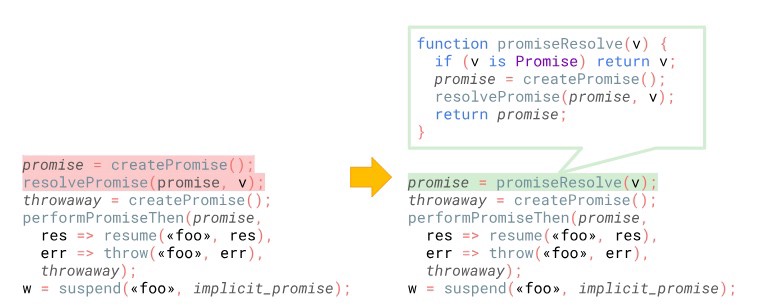 function promiseResolve(v) {
if (v is Promise) return v;
promise = createPromise();
resolvePromise(promise, v);
return promise;
}
promise = createPromise();
resolvePromise(promise, v);
throwaway = createPromise();
performPromiseThen(promise,
res => resume(«foo», res),
err => throw(«foo», err),
throwaway);
w = suspend(«foo», implicit_promise);
promise = promiseResolve(v);
throwaway = createPromise();
performPromiseThen(promise,
res => resume(«foo», res),
err => throw(«foo», err),
throwaway);
w = suspend(«foo», implicit_promise);